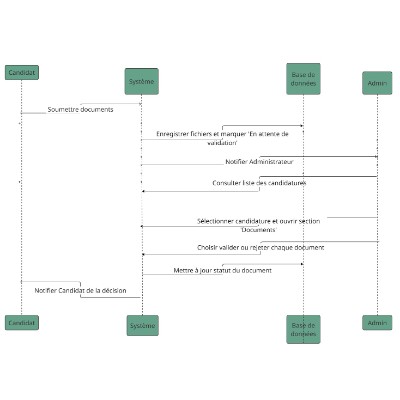 Candidat
Système
Base de
données
Admin
Soumettre documents
Enregistrer fichiers et marquer 'En attente de
validation'
Notifier Administrateur
Consulter liste des candidatures
Sélectionner candidature et ouvrir section
'Documents'
Choisir valider ou rejeter chaque document
Mettre à jour statut du document
Notifier Candidat de la décision
Candidat
Système
Base de
données
Admin